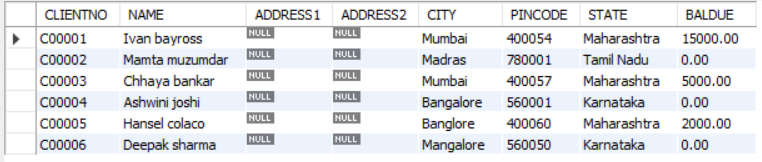 CLIENTNO NAME ADDRESS1 ADDRESS2 CITY PINCODE STATE BALDUE
C00001 Ivan bayross NULL NULL Mumbai 400054 Maharashtra 15000.00
C00002 Mamta muzumdar NULL NULL Madras 780001 Tamil Nadu 0.00
C00003 Chhaya bankar NULL NULL Mumbai 400057 Maharashtra 5000.00
C00004 Ashwini joshi NULL NULL Bangalore 560001 Karnataka 0.00
C00005 Hansel colaco NULL NULL Banglore 400060 Maharashtra 2000.00
C00006 Deepak sharma NULL NULL Mangalore 560050 Karnataka 0.00